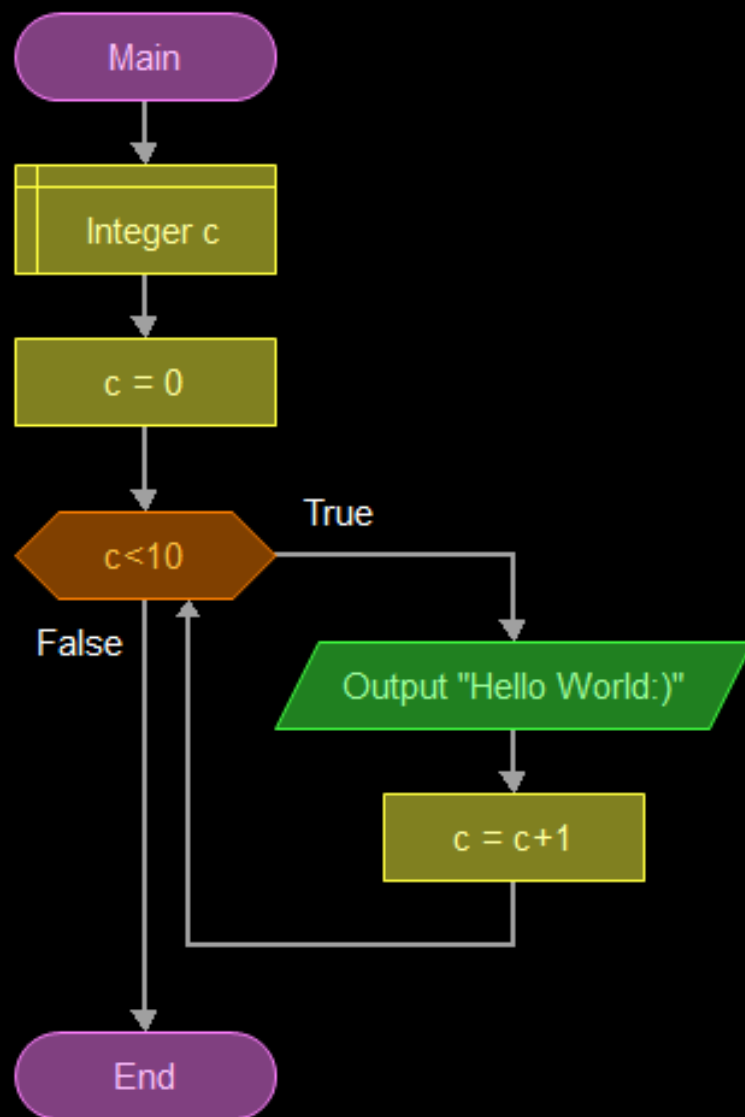 Main
Integer c
c = 0
c<10
True
False
Output "Hello World:)"
c = c+1
End